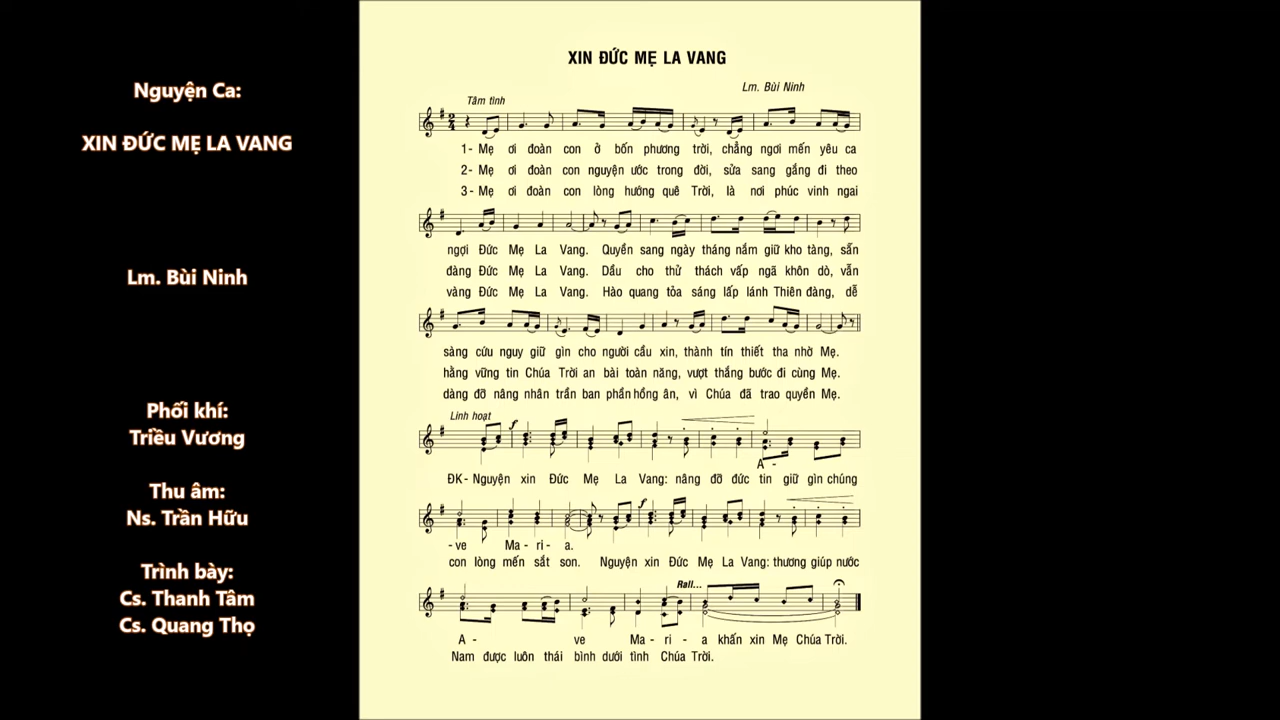 Nguyện Ca:
XIN ĐỨC MẸ LA VANG
Lm. Bùi Ninh
Phối khí:
Triều Vương
Thu âm:
Ns. Trần Hữu
Trình bày:
Cs. Thanh Tâm
Cs. Quang Thọ
XIN ĐỨC MẸ LA VANG
Lm. Bùi Ninh
Tâm tình
1- Mẹ ơi đoàn con ở bốn phương trời, chẳng ngơi mến yêu ca
2- Mẹ ơi đoàn con nguyện ước trong đời, sửa sang gắng đi theo
3- Mẹ ơi đoàn con lòng hướng quê Trời, là nơi phúc vinh ngai
ngợi Đức Mẹ La Vang. Quyền sang ngày tháng nắm giữ kho tàng, sẵn
đàng Đức Mẹ La Vang. Dẩu cho thử thách vấp ngã khôn dò, vẫn
vàng Đức Mẹ La Vang. Hào quang tỏa sáng lấp lánh Thiên đàng, dễ
sàng cứu nguy giữ gìn cho người cầu xin, thành tín thiết tha nhờ Mẹ.
hằng vững tin Chúa Trời an bài toàn năng, vượt thắng bước đi cùng Mẹ.
dàng đỡ nâng nhân trần ban phần hồng ân, vì Chúa đã trao quyền Mẹ.
Linh hoạt f
A -
ĐK- Nguyện xin Đức Mẹ La Vang: nâng đỡ đức tin giữ gìn chúng
f
- ve Ma - ri - a.
con lòng mến sắt son. Nguyện xin Đức Mẹ La Vang: thương giúp nước
Rall...
A - ve Ma - ri - a khấn xin Mẹ Chúa Trời.
Nam được luôn thái bình dưới tình Chúa Trời.